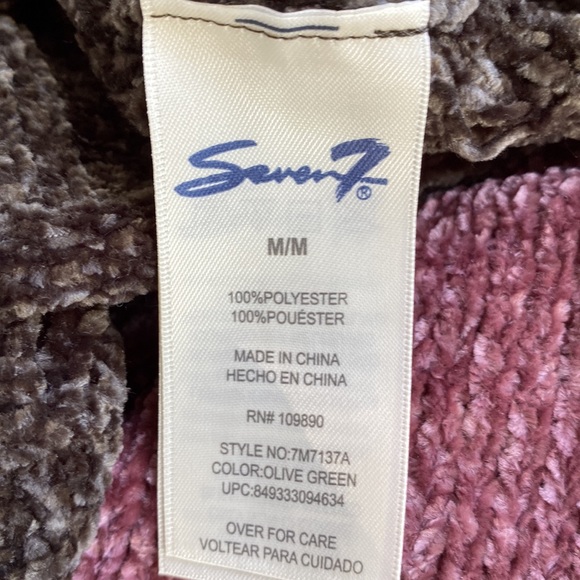 Seven7®
M/M
100%POLYESTER
100%POUÉSTER
MADE IN CHINA
HECHO EN CHINA
RN# 109890
STYLE NO:7M7137A
COLOR:OLIVE GREEN
UPC:849333094634
OVER FOR CARE
VOLTEAR PARA CUIDADO